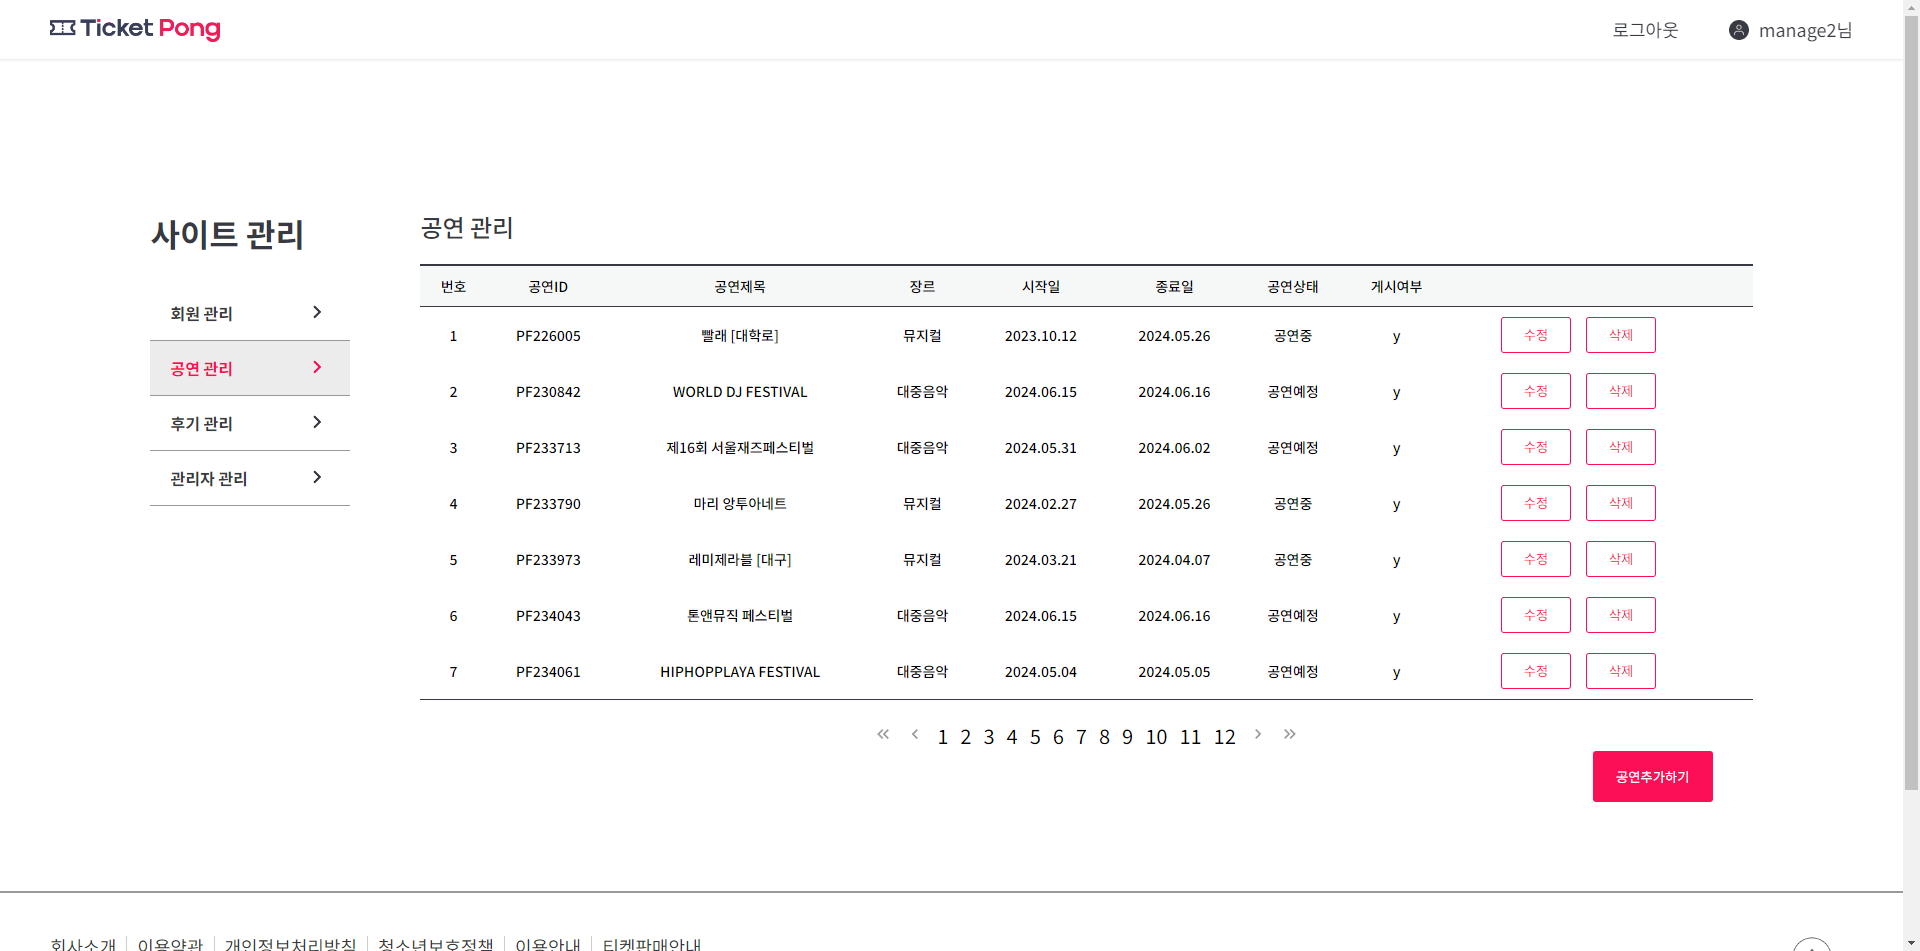 Ticket Pong
로그아웃 manage2님
사이트 관리
회원 관리
공연 관리
후기 관리
관리자 관리
공연 관리
번호 공연ID 공연제목 장르 시작일 종료일 공연상태 게시여부
1 PF226005 빨래 [대학로] 뮤지컬 2023.10.12 2024.05.26 공연중 y 수정 삭제
2 PF230842 WORLD DJ FESTIVAL 대중음악 2024.06.15 2024.06.16 공연예정 y 수정 삭제
3 PF233713 제16회 서울재즈페스티벌 대중음악 2024.05.31 2024.06.02 공연예정 y 수정 삭제
4 PF233790 마리 앙투아네트 뮤지컬 2024.02.27 2024.05.26 공연중 y 수정 삭제
5 PF233973 레미제라블 [대구] 뮤지컬 2024.03.21 2024.04.07 공연중 y 수정 삭제
6 PF234043 톤앤뮤직 페스티벌 대중음악 2024.06.15 2024.06.16 공연예정 y 수정 삭제
7 PF234061 HIPHOPPLAYA FESTIVAL 대중음악 2024.05.04 2024.05.05 공연예정 y 수정 삭제
« ‹ 1 2 3 4 5 6 7 8 9 10 11 12 › »
공연추가하기
회사소개 이용약관 개인정보처리방침 청소년보호정책 이용안내 티켓판매안내